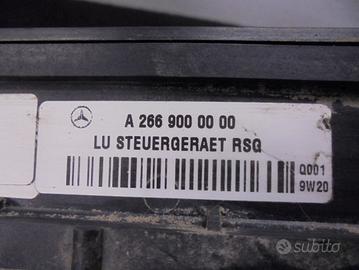 A 266 900 00 00
LU STEUERGERAET RSG
Q001
9W20
subito